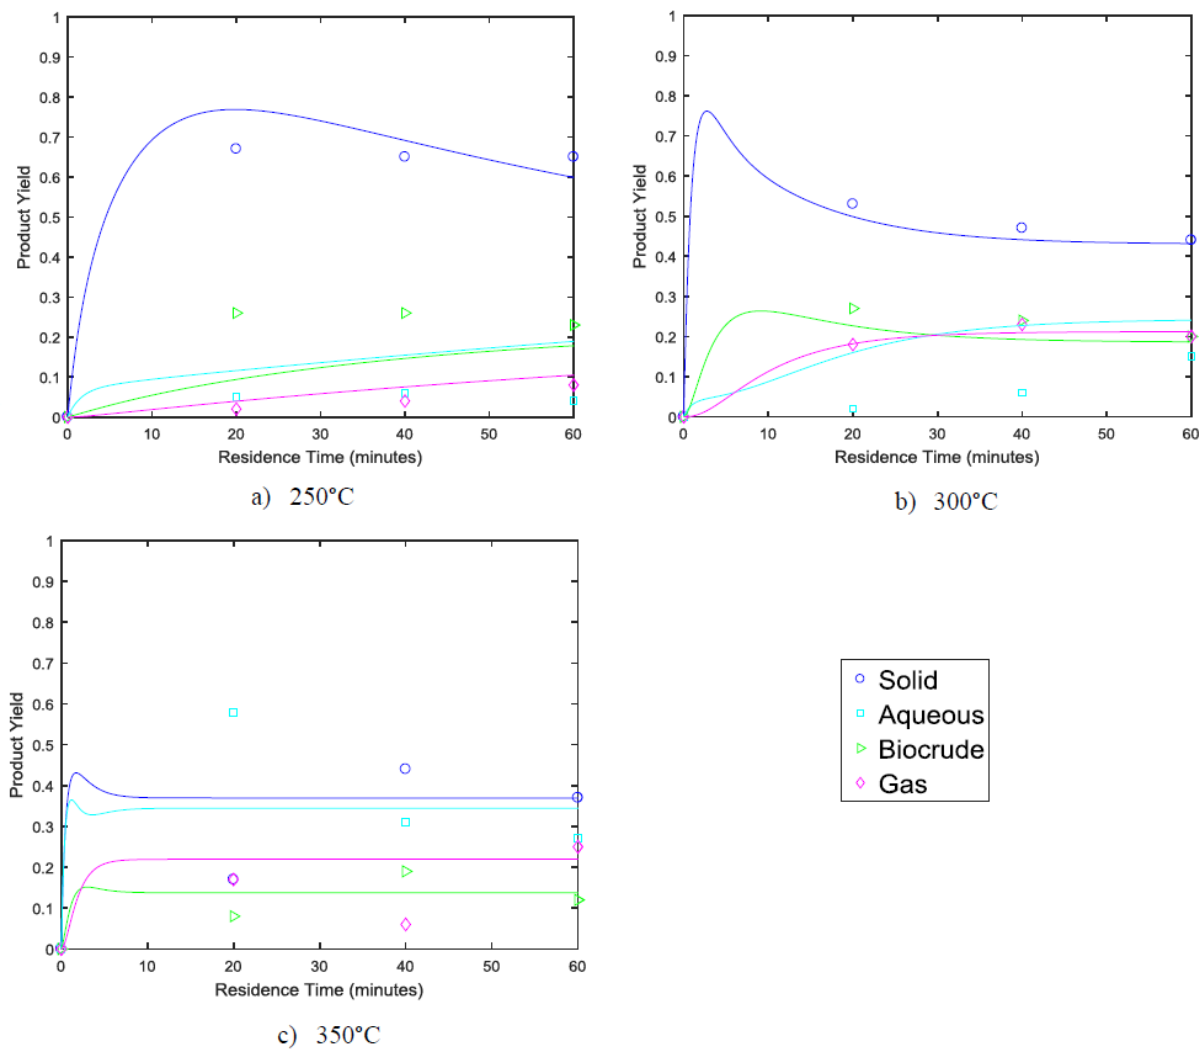 1
0.9
0.8
0.7
0.6
0.5
0.4
0.3
0.2
0.1
0
Product Yield
0 10 20 30 40 50 60
Residence Time (minutes)
a) 250°C
1
0.9
0.8
0.7
0.6
0.5
0.4
0.3
0.2
0.1
0
Product Yield
0 10 20 30 40 50 60
Residence Time (minutes)
b) 300°C
1
0.9
0.8
0.7
0.6
0.5
0.4
0.3
0.2
0.1
0
Product Yield
0 10 20 30 40 50 60
Residence Time (minutes)
c) 350°C
Solid
Aqueous
Biocrude
Gas